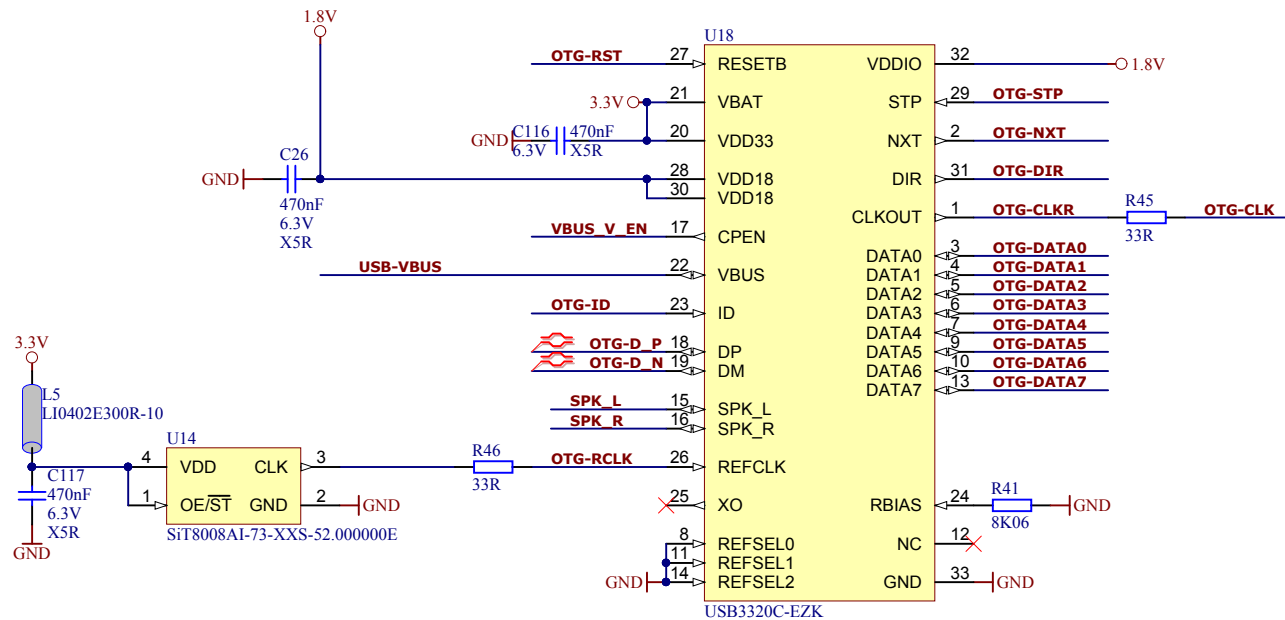 1.8V
U18
OTG-RST
27
RESETB
VDDIO
32
1.8V
3.3V
21
VBAT
STP
29
OTG-STP
GND
C116
470nF
6.3V
X5R
20
VDD33
NXT
2
OTG-NXT
GND
C26
470nF
6.3V
X5R
28
VDD18
30
VDD18
DIR
31
OTG-DIR
CLKOUT
1
OTG-CLKR
R45
33R
OTG-CLK
VBUS_V_EN
17
CPEN
USB-VBUS
22
VBUS
DATA0
3
OTG-DATA0
DATA1
4
OTG-DATA1
DATA2
5
OTG-DATA2
OTG-ID
23
ID
DATA3
6
OTG-DATA3
DATA4
7
OTG-DATA4
OTG-D_P
18
DP
DATA5
9
OTG-DATA5
OTG-D_N
19
DM
DATA6
10
OTG-DATA6
DATA7
13
OTG-DATA7
3.3V
L5
LI0402E300R-10
SPK_L
15
SPK_L
SPK_R
16
SPK_R
U14
4
VDD
CLK
3
R46
33R
OTG-RCLK
26
REFCLK
C117
470nF
6.3V
X5R
GND
1
OE/ST
GND
2
GND
SiT8008AI-73-XXS-52.000000E
25
XO
RBIAS
24
R41
8K06
GND
8
REFSEL0
NC
12
11
REFSEL1
GND
14
REFSEL2
GND
33
GND
USB3320C-EZK